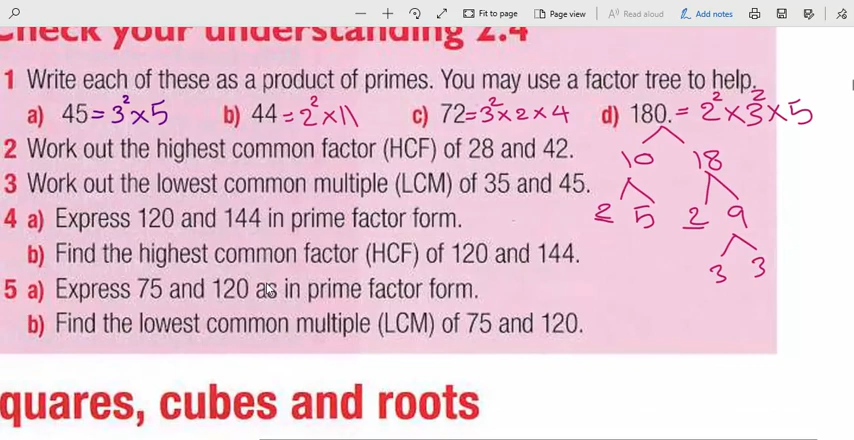 Fit to page Page view Read aloud Add notes
Check your understanding 2.4
1 Write each of these as a product of primes. You may use a factor tree to help.
a) 45 = 3² × 5 b) 44 = 2² × 11 c) 72 = 3² × 2 × 4 d) 180. = 2² × 3² × 5
10 18
2 Work out the highest common factor (HCF) of 28 and 42.
3 Work out the lowest common multiple (LCM) of 35 and 45.
2 5 2 9
4 a) Express 120 and 144 in prime factor form.
b) Find the highest common factor (HCF) of 120 and 144.
3 3
5 a) Express 75 and 120 as in prime factor form.
b) Find the lowest common multiple (LCM) of 75 and 120.
quares, cubes and roots